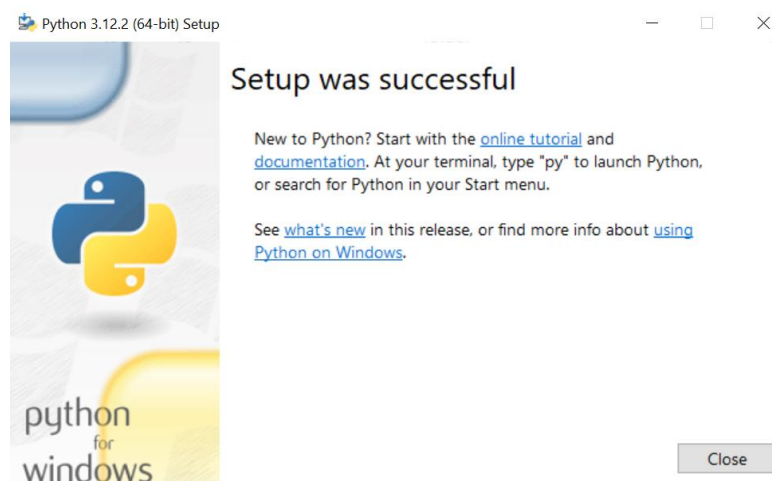 Python 3.12.2 (64-bit) Setup
Setup was successful
New to Python? Start with the online tutorial and
documentation. At your terminal, type "py" to launch Python,
or search for Python in your Start menu.
See what's new in this release, or find more info about using
Python on Windows.
python
for
windows
Close